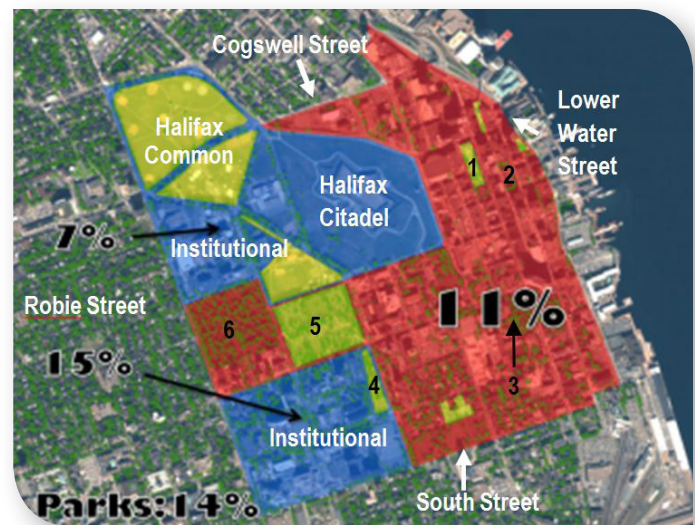 Cogswell Street
Lower
Water
Street
Halifax
Common
Halifax
Citadel
1
2
7%
Institutional
Robie Street
6
5
11%
15%
4
3
Institutional
Parks:14%
South Street